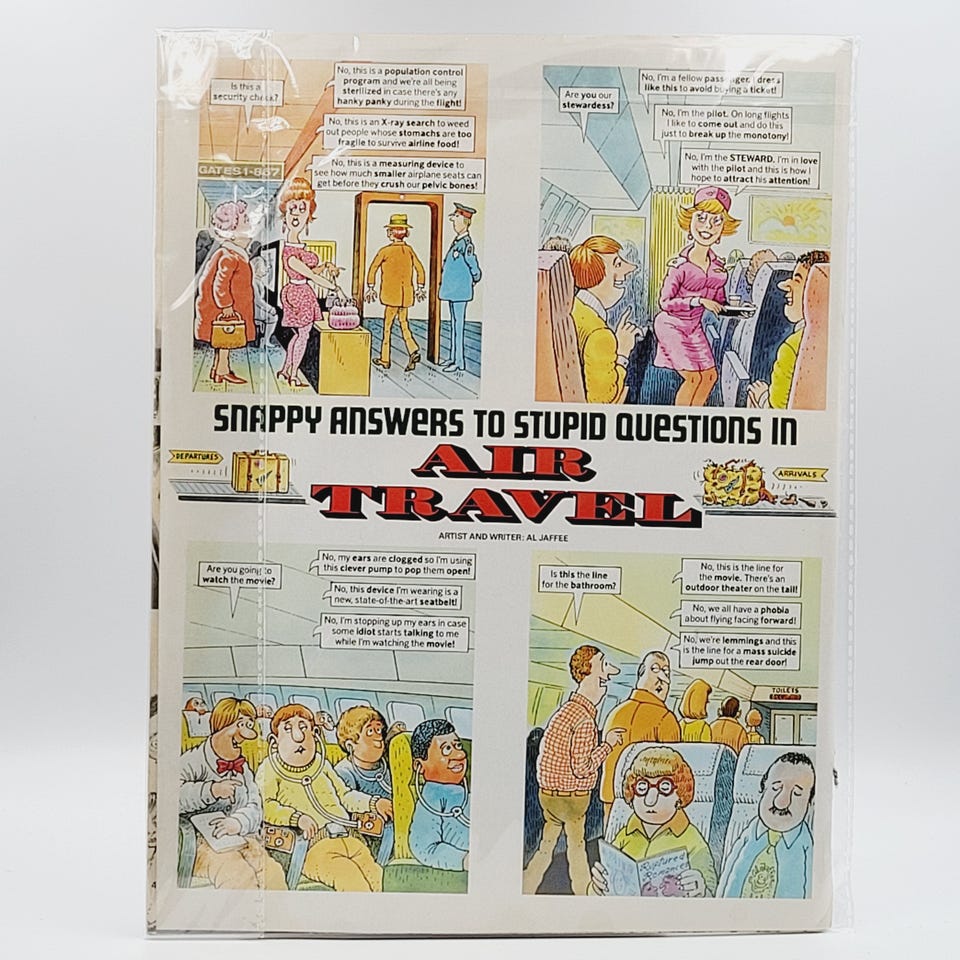 Is this a
security check?
No, this is a population control
program and we're all being
sterilized in case there's any
hanky panky during the flight!
No, this is an X-ray search to weed
out people whose stomachs are too
fragile to survive airline food!
No, this is a measuring device to
see how much smaller airplane seats can
get before they crush our pelvic bones!
GATES 1-867
Are you our
stewardess?
No, I'm a fellow passenger. I dress
like this to avoid buying a ticket!
No, I'm the pilot. On long flights
I like to come out and do this
just to break up the monotony!
No, I'm the STEWARD. I'm in love
with the pilot and this is how I
hope to attract his attention!
SNAPPY ANSWERS TO STUPID QUESTIONS IN
AIR
TRAVEL
DEPARTURES
ARRIVALS
ARTIST AND WRITER: AL JAFFEE
Are you going to
watch the movie?
No, my ears are clogged so I'm using
this clever pump to pop them open!
No, this device I'm wearing is a
new, state-of-the-art seatbelt!
No, I'm stopping up my ears in case
some idiot starts talking to me
while I'm watching the movie!
Is this the line
for the bathroom?
No, this is the line for
the movie. There's an
outdoor theater on the tail!
No, we all have a phobia
about flying facing forward!
No, we're lemmings and this
is the line for a mass suicide
jump out the rear door!
TOILETS
OCCUPIED
Ruptured
Romances
4